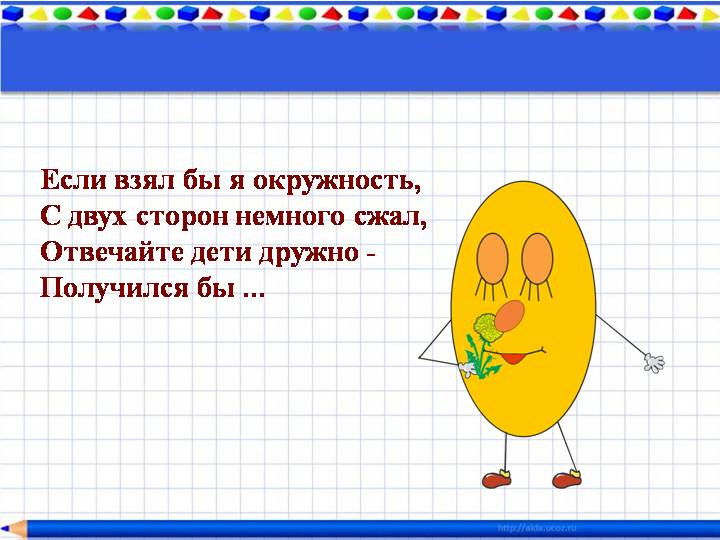 Если взял бы я окружность,
С двух сторон немного сжал,
Отвечайте дети дружно -
Получился бы ...
http://aida.ucoz.ru